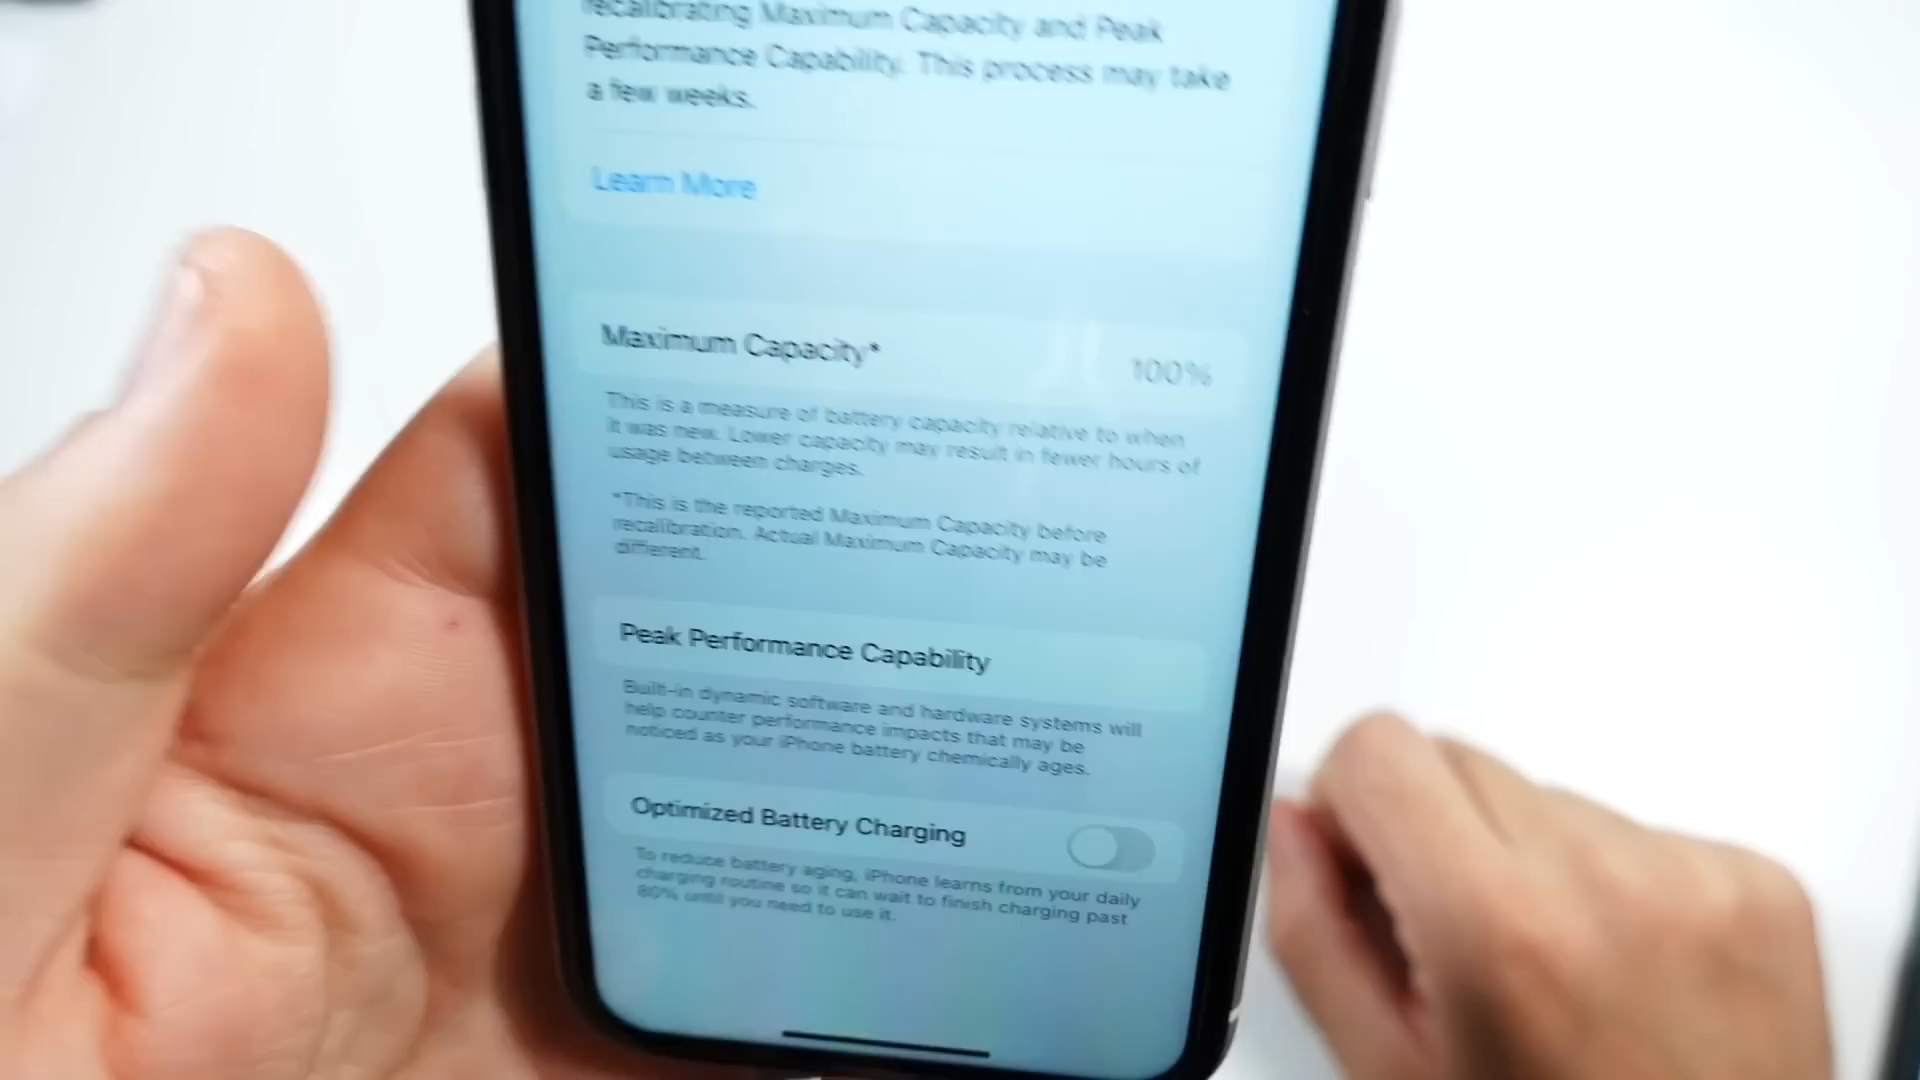 recalibrating Maximum Capacity and Peak
Performance Capability. This process may take
a few weeks.
Learn More
Maximum Capacity*
100%
This is a measure of battery capacity relative to when
it was new. Lower capacity may result in fewer hours of
usage between charges.
*This is the reported Maximum Capacity before
recalibration. Actual Maximum Capacity may be
different.
Peak Performance Capability
Built-in dynamic software and hardware systems will
help counter performance impacts that may be
noticed as your iPhone battery chemically ages.
Optimized Battery Charging
To reduce battery aging, iPhone learns from your daily
charging routine so it can wait to finish charging past
80% until you need to use it.